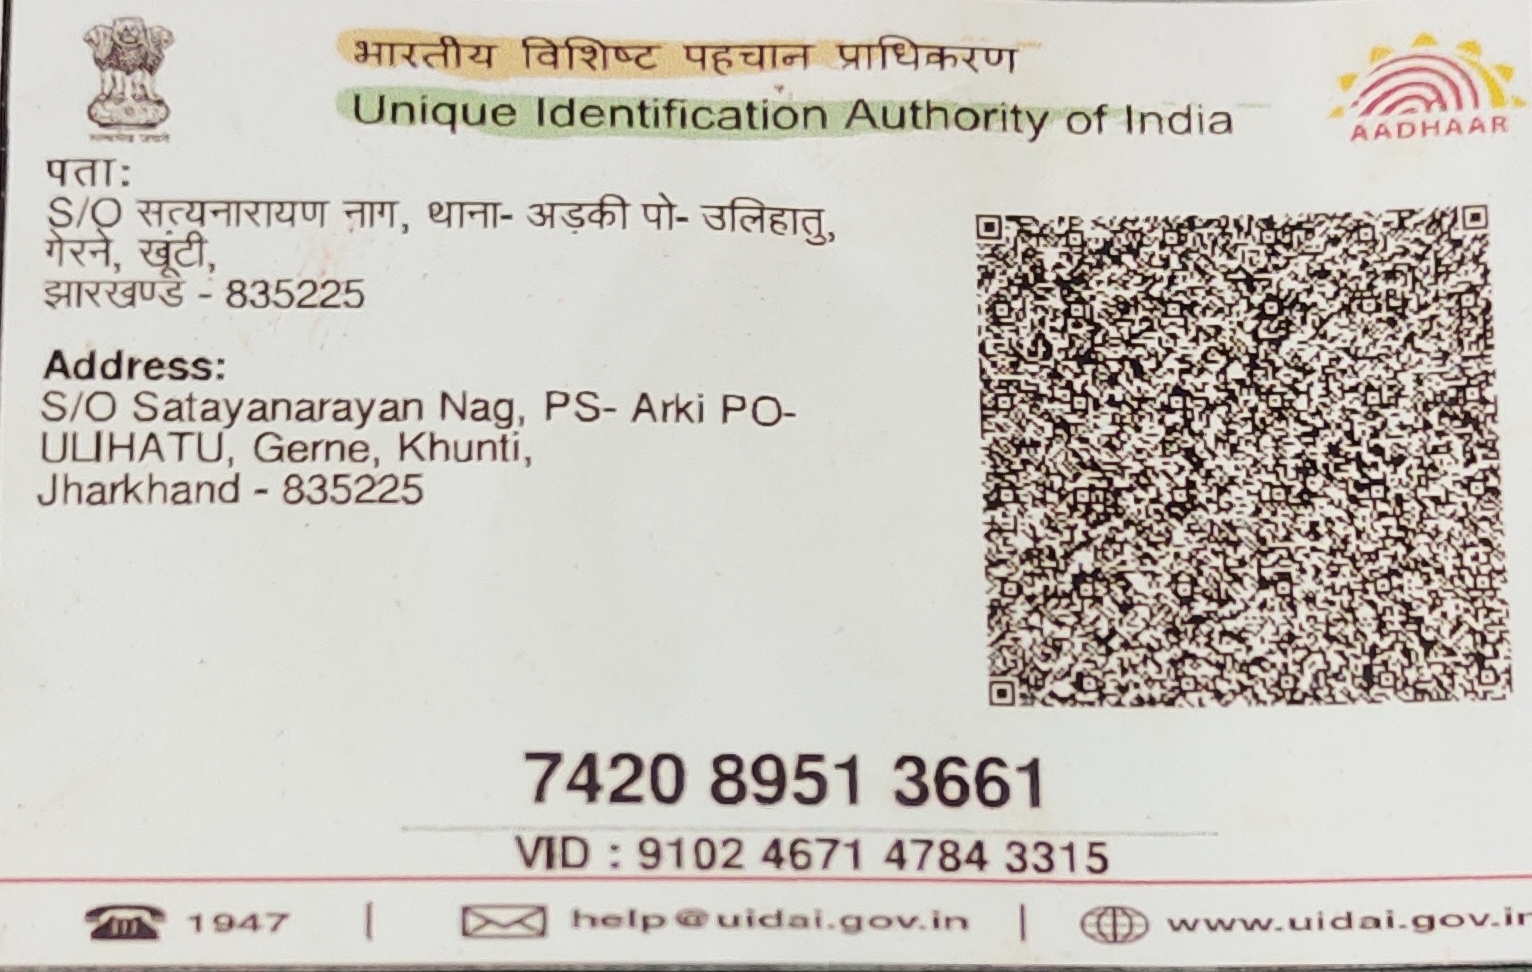 भारतीय विशिष्ट पहचान प्राधिकरण
Unique Identification Authority of India
AADHAAR
पता:
S/O सत्यनारायण नाग, थाना- अड़की पो- उलिहातु,
गेरने, खूंटी,
झारखण्ड - 835225
Address:
S/O Satayanarayan Nag, PS- Arki PO-
ULIHATU, Gerne, Khunti,
Jharkhand - 835225
7420 8951 3661
VID : 9102 4671 4784 3315
1947 | help@uidai.gov.in | www.uidai.gov.in